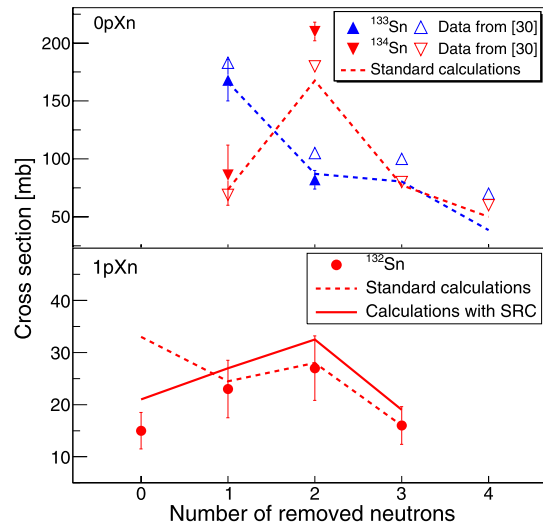 0pXn
¹³³Sn Data from [30]
¹³⁴Sn Data from [30]
Standard calculations
200
150
100
50
Cross section [mb]
1pXn
¹³²Sn
Standard calculations
Calculations with SRC
40
30
20
10
0 1 2 3 4
Number of removed neutrons